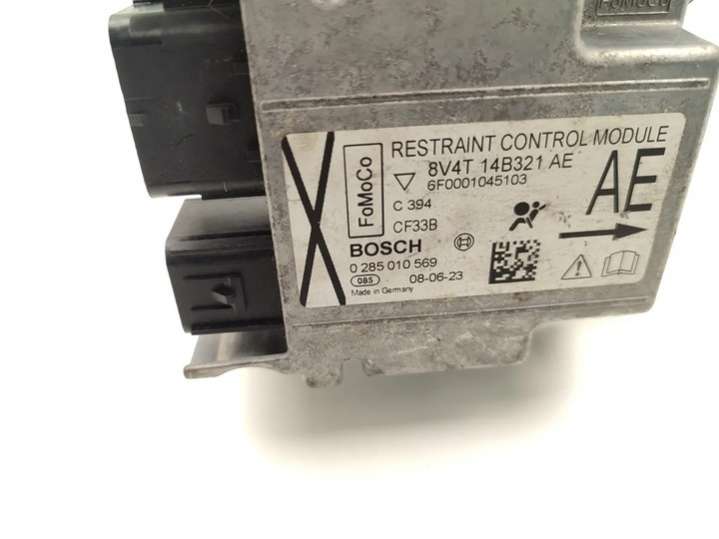 FoMoCo
RESTRAINT CONTROL MODULE
8V4T 14B321 AE
6F0001045103
C 394
CF33B
FoMoCo
AE
BOSCH
0 285 010 569
085
08-06-23
Made in Germany